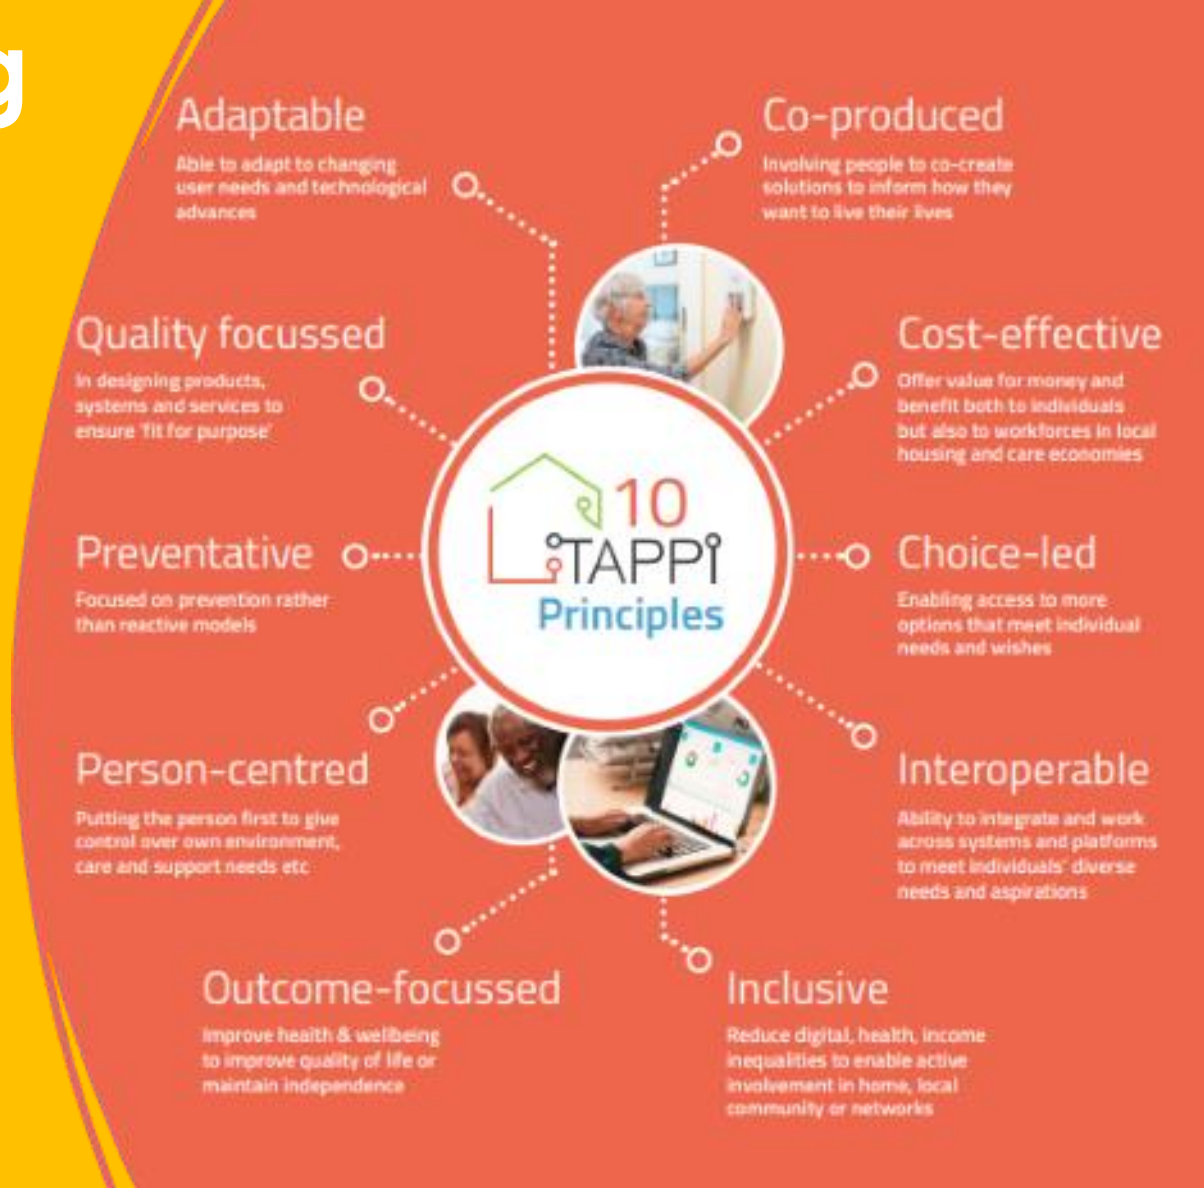 g
Adaptable
Able to adapt to changing
user needs and technological
advances
Co-produced
Involving people to co-create
solutions to inform how they
want to live their lives
Quality focussed
In designing products,
systems and services to
ensure 'fit for purpose'
Cost-effective
Offer value for money and
benefit both to individuals
but also to workforces in local
housing and care economies
10
TAPPi
Principles
Preventative
Focused on prevention rather
than reactive models
Choice-led
Enabling access to more
options that meet individual
needs and wishes
Person-centred
Putting the person first to give
control over own environment,
care and support needs etc
Interoperable
Ability to integrate and work
across systems and platforms
to meet individuals' diverse
needs and aspirations
Outcome-focussed
Improve health & wellbeing
to improve quality of life or
maintain independence
Inclusive
Reduce digital, health, income
inequalities to enable active
involvement in home, local
community or networks